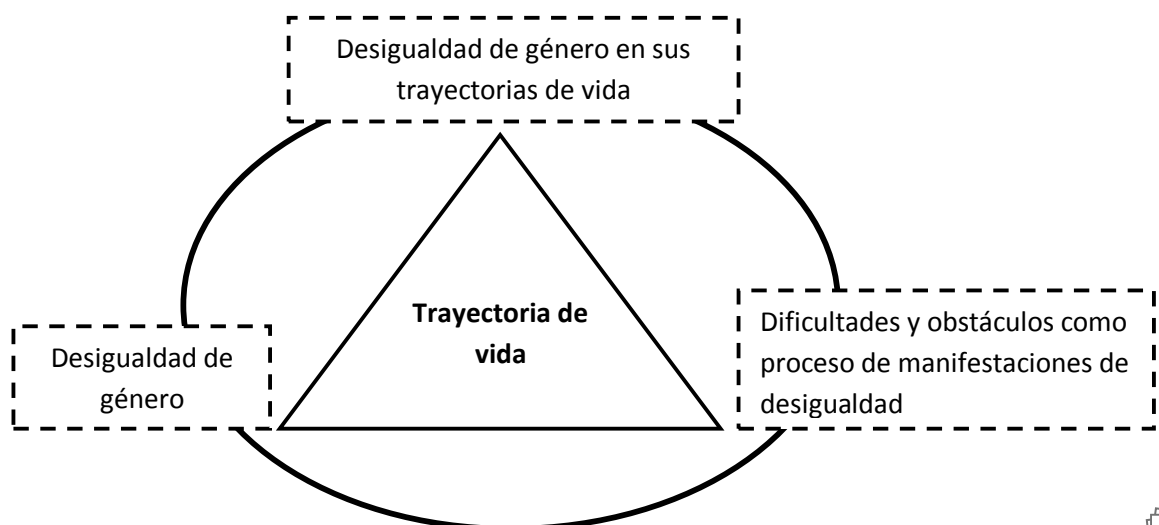 Desigualdad de género en sus
trayectorias de vida
Trayectoria de
vida
Desigualdad de
género
Dificultades y obstáculos como
proceso de manifestaciones de
desigualdad